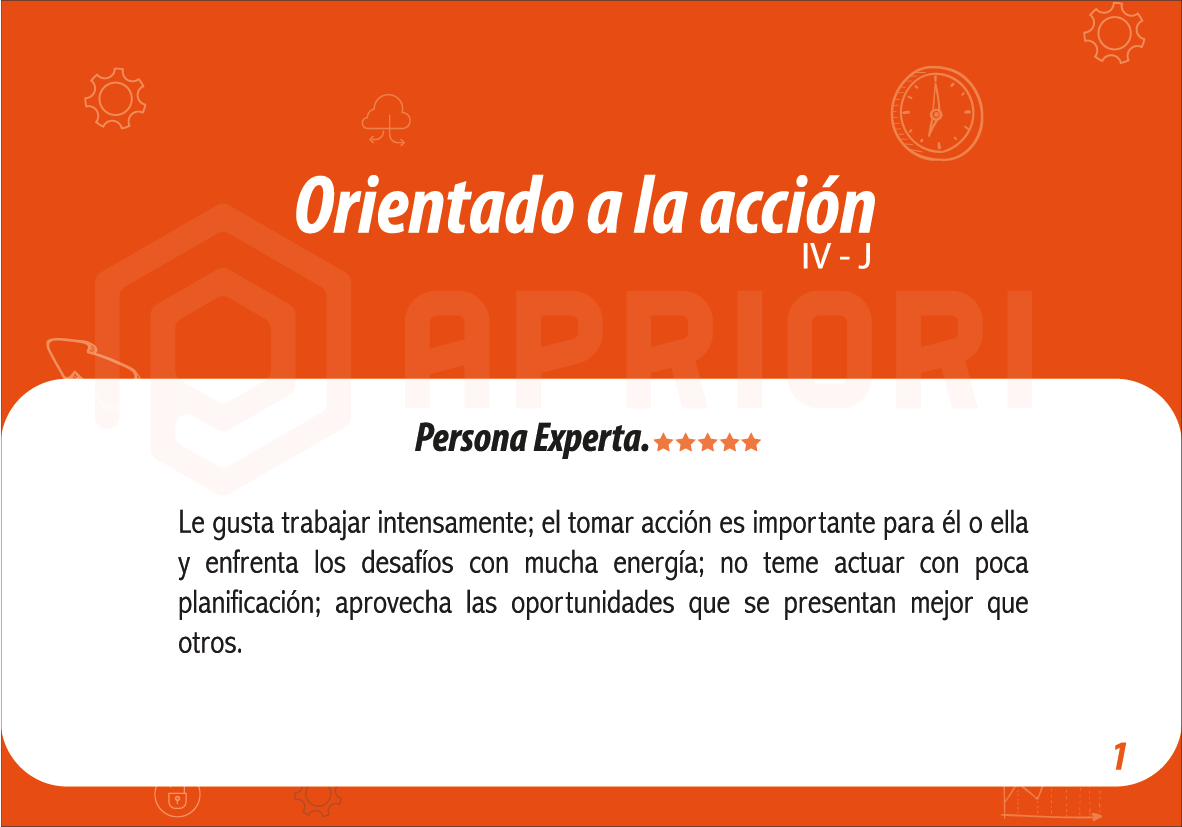 Orientado a la acción
IV - J
APRIORI
Persona Experta.
Le gusta trabajar intensamente; el tomar acción es importante para él o ella
y enfrenta los desafíos con mucha energía; no teme actuar con poca
planificación; aprovecha las oportunidades que se presentan mejor que
otros.
1